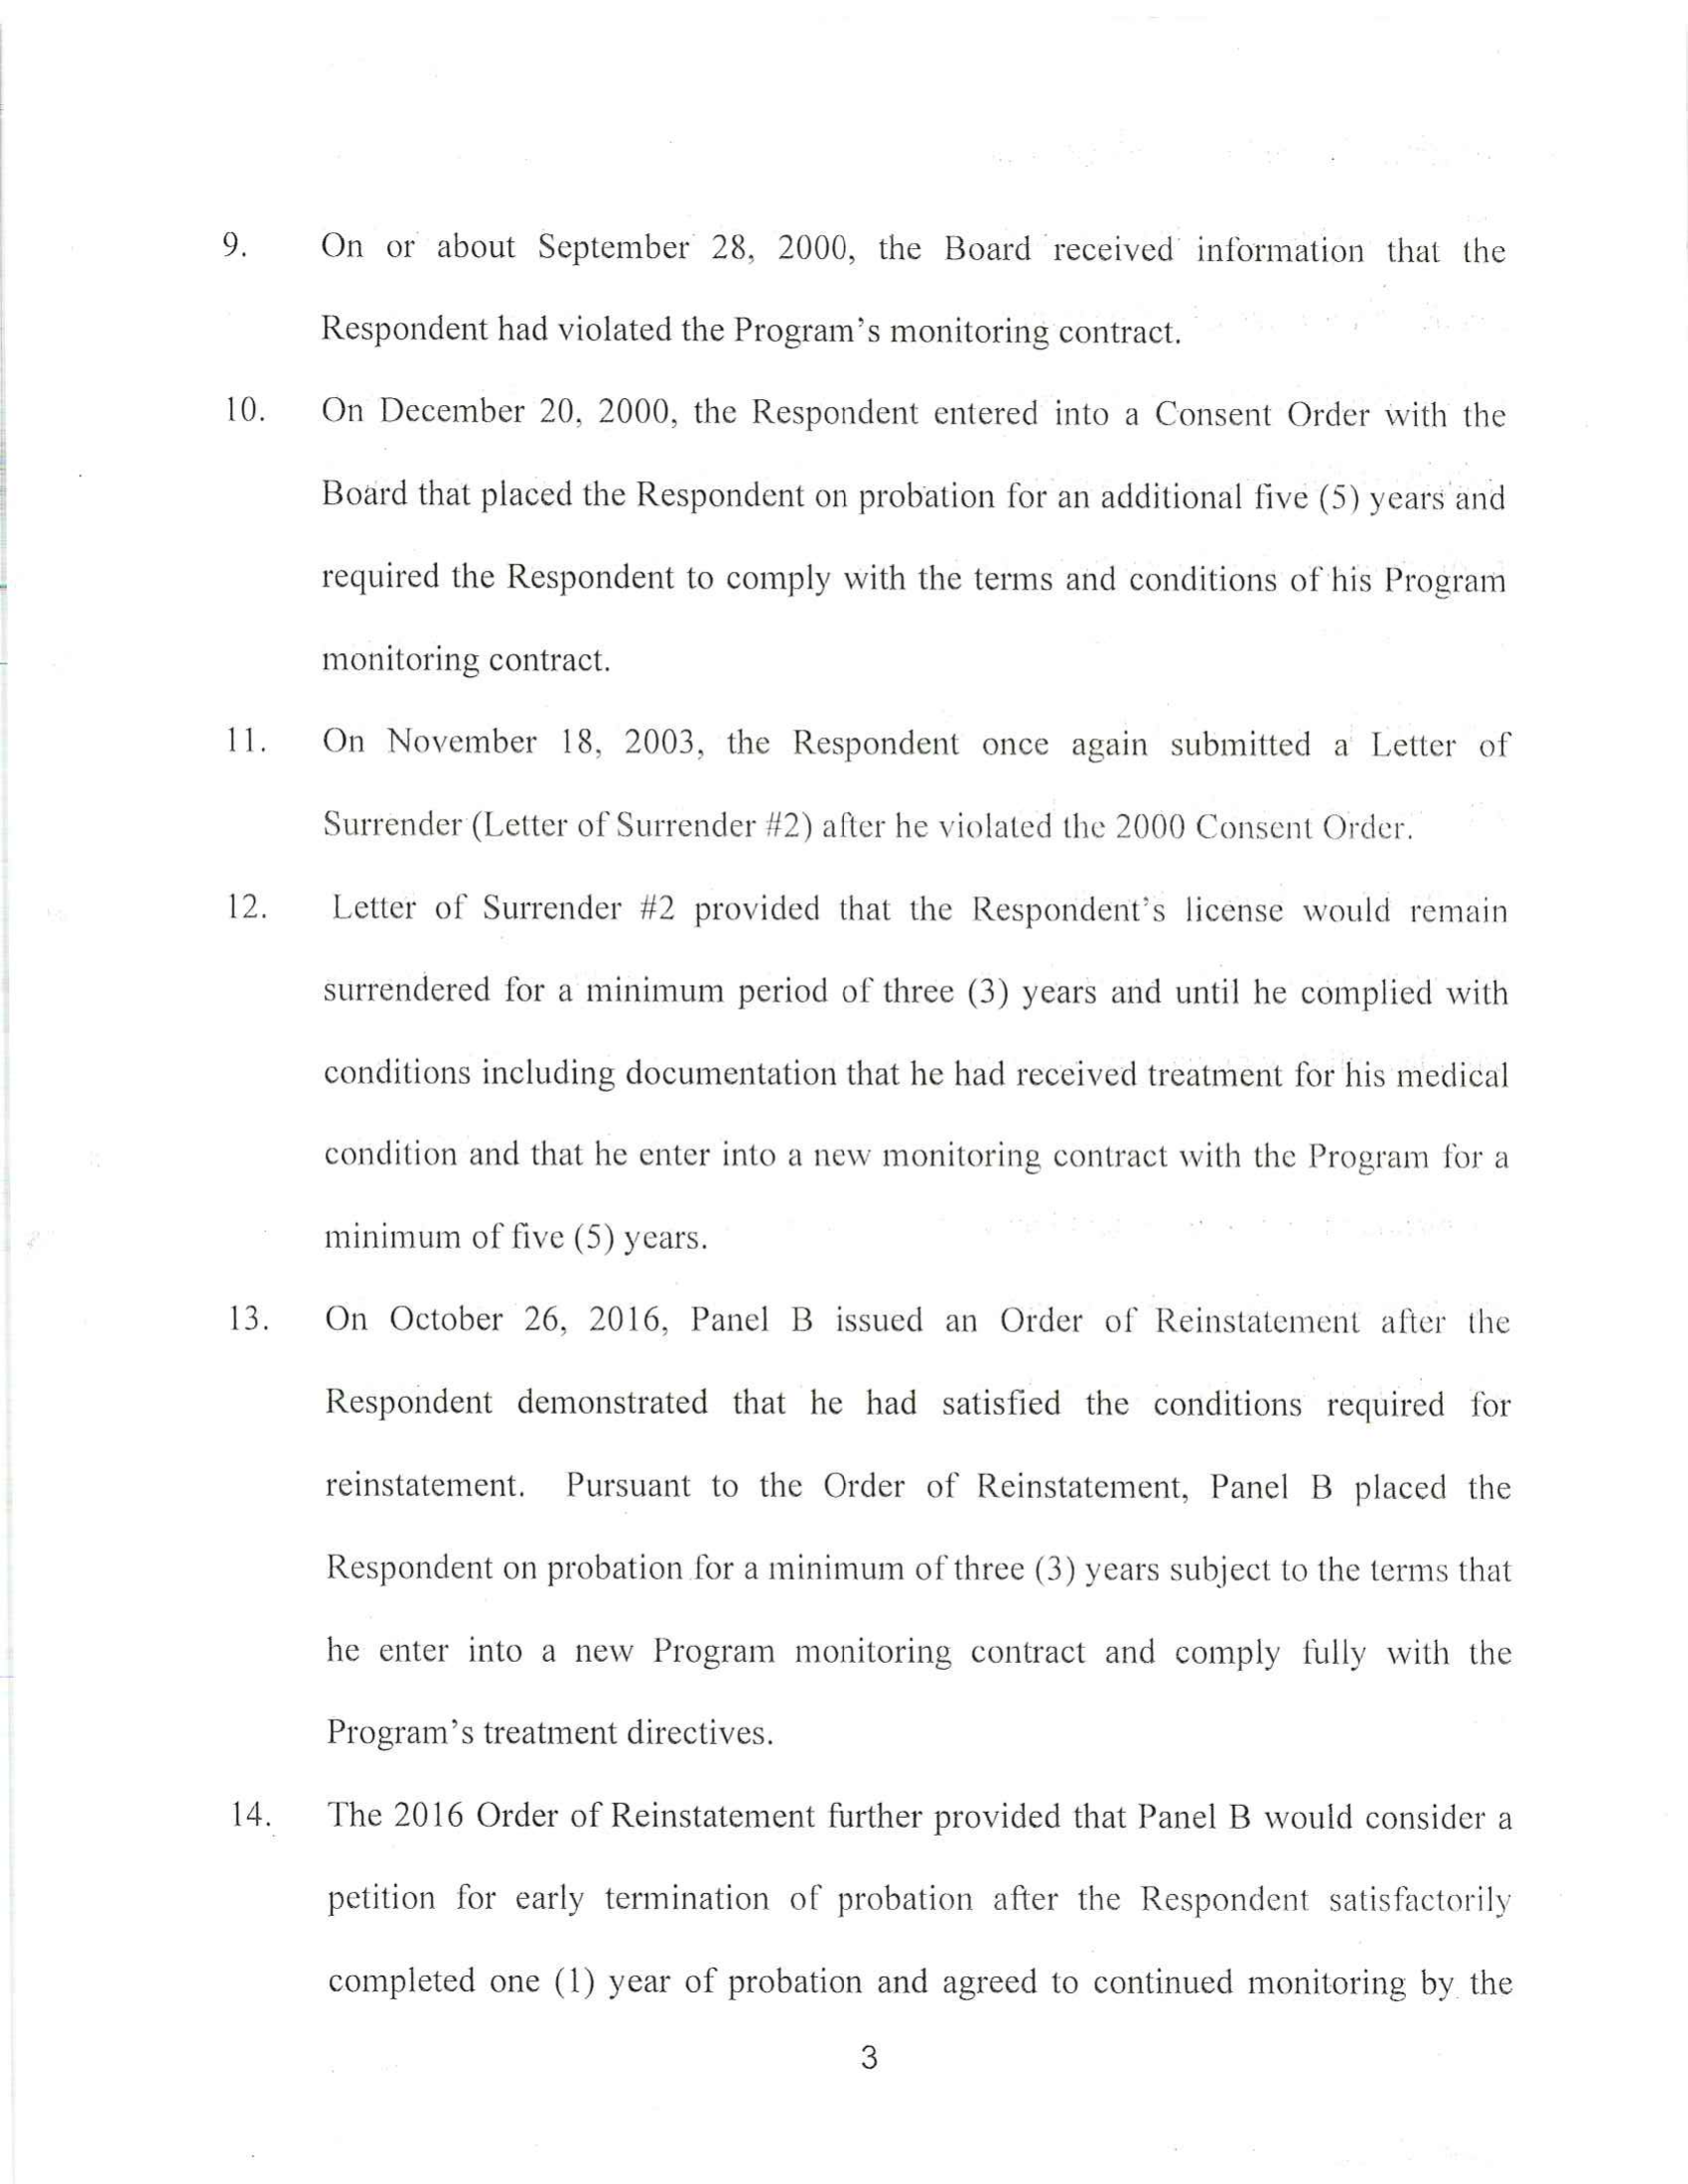 9. On or about September 28, 2000, the Board received information that the
Respondent had violated the Program's monitoring contract.
10. On December 20, 2000, the Respondent entered into a Consent Order with the
Board that placed the Respondent on probation for an additional five (5) years and
required the Respondent to comply with the terms and conditions of his Program
monitoring contract.
11. On November 18, 2003, the Respondent once again submitted a Letter of
Surrender (Letter of Surrender #2) after he violated the 2000 Consent Order.
12. Letter of Surrender #2 provided that the Respondent's license would remain
surrendered for a minimum period of three (3) years and until he complied with
conditions including documentation that he had received treatment for his medical
condition and that he enter into a new monitoring contract with the Program for a
minimum of five (5) years.
13. On October 26, 2016, Panel B issued an Order of Reinstatement after the
Respondent demonstrated that he had satisfied the conditions required for
reinstatement. Pursuant to the Order of Reinstatement, Panel B placed the
Respondent on probation for a minimum of three (3) years subject to the terms that
he enter into a new Program monitoring contract and comply fully with the
Program's treatment directives.
14. The 2016 Order of Reinstatement further provided that Panel B would consider a
petition for early termination of probation after the Respondent satisfactorily
completed one (1) year of probation and agreed to continued monitoring by the
3